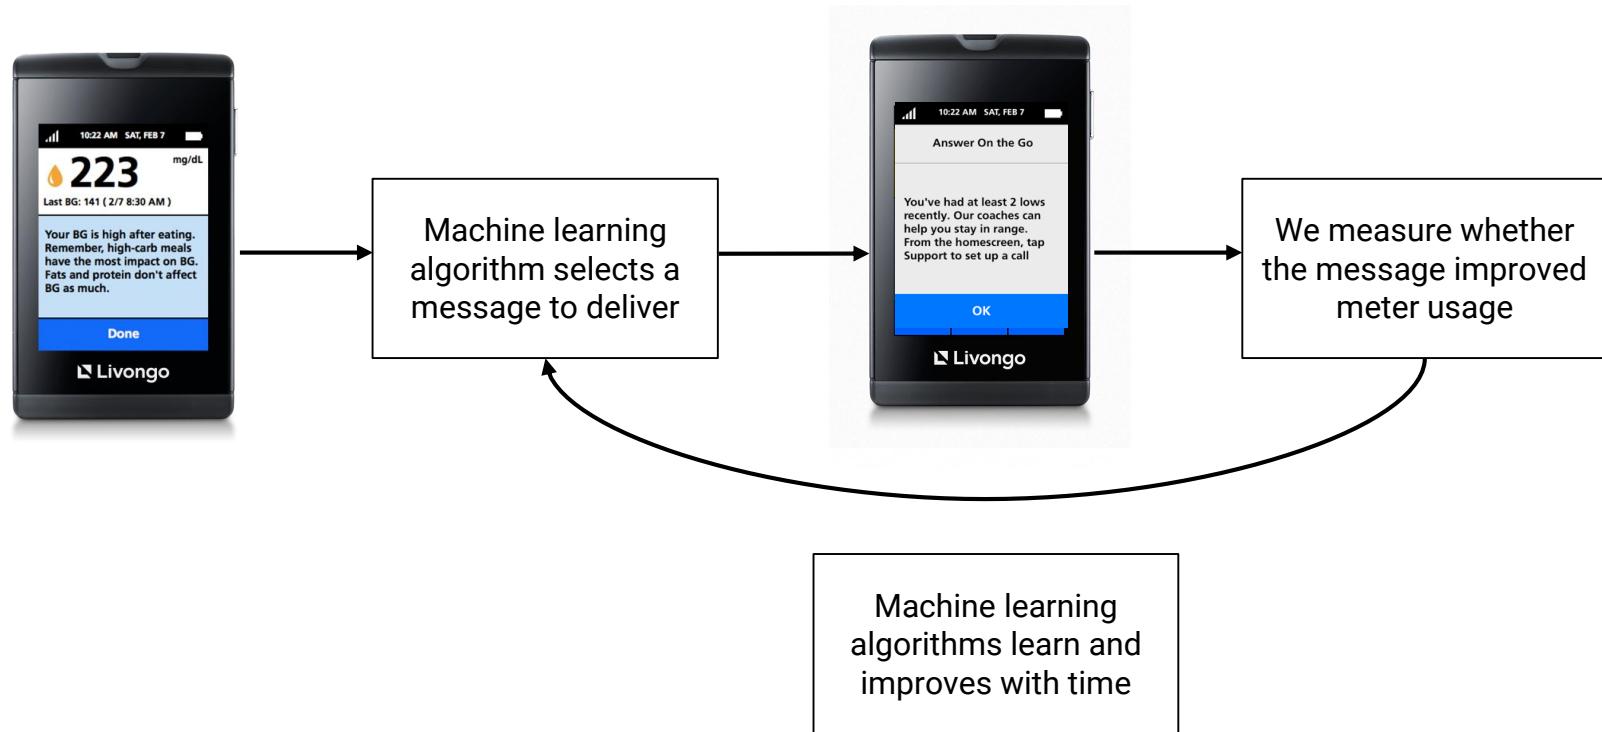 10:22 AM SAT, FEB 7
223
mg/dL
Last BG: 141 ( 2/7 8:30 AM )
Your BG is high after eating.
Remember, high-carb meals
have the most impact on BG.
Fats and protein don't affect
BG as much.
Done
Livongo
Machine learning
algorithm selects a
message to deliver
10:22 AM SAT, FEB 7
Answer On the Go
You've had at least 2 lows
recently. Our coaches can
help you stay in range.
From the homescreen, tap
Support to set up a call
OK
Livongo
We measure whether
the message improved
meter usage
Machine learning
algorithms learn and
improves with time